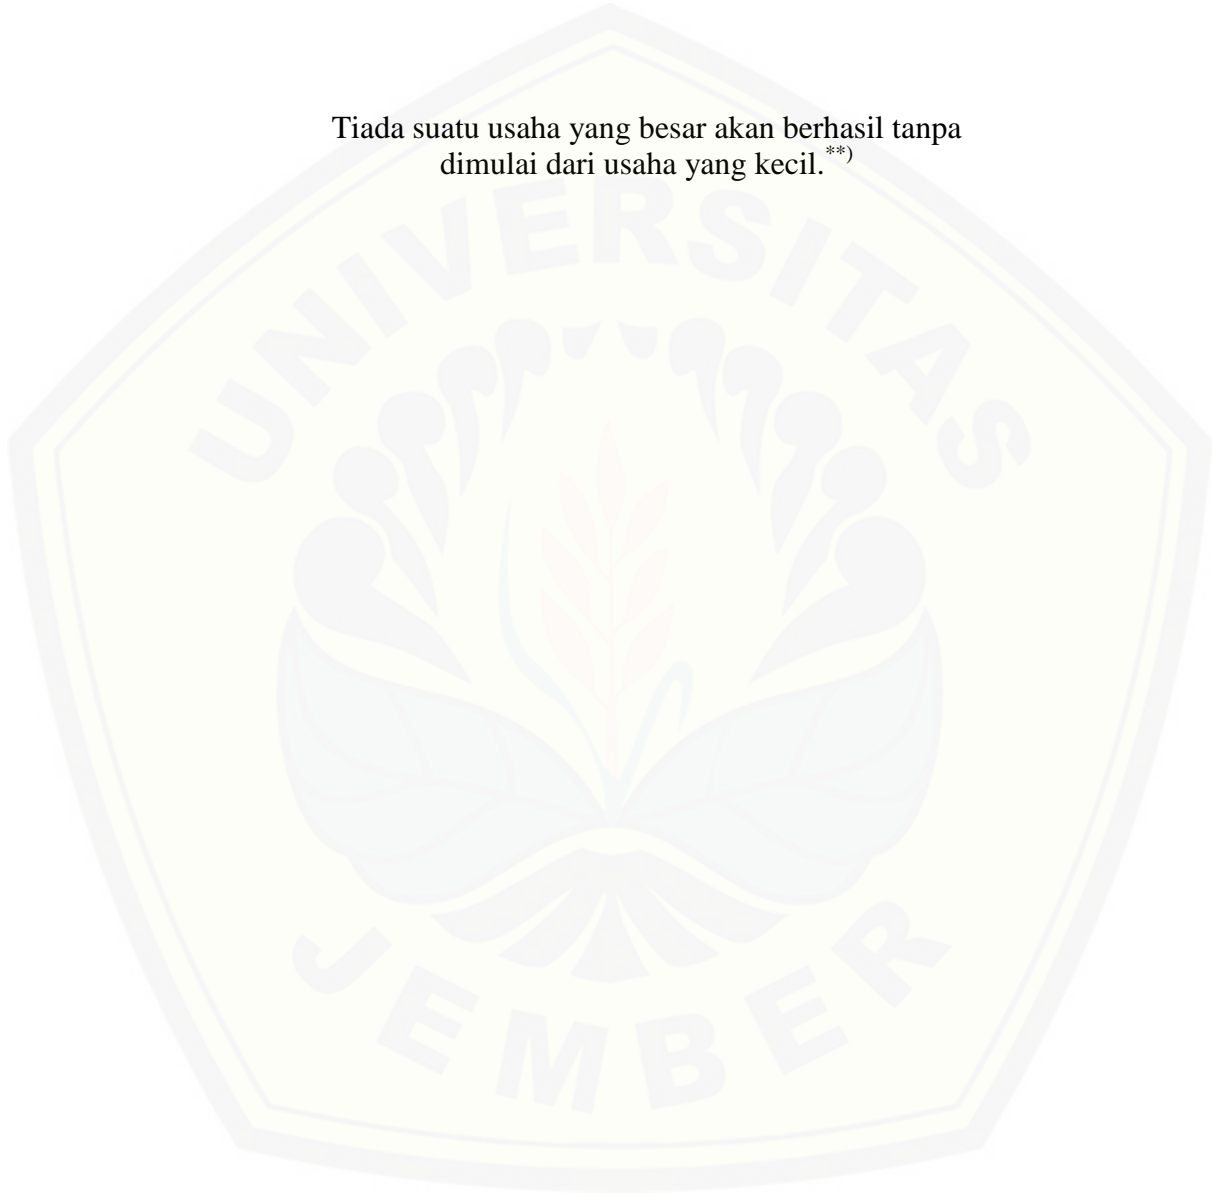 Tiada suatu usaha yang besar akan berhasil tanpa
dimulai dari usaha yang kecil.**)
UNIVERSITAS
JEMBER